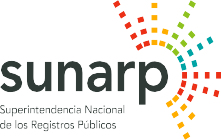 sunarp
Superintendencia Nacional
de los Registros Públicos